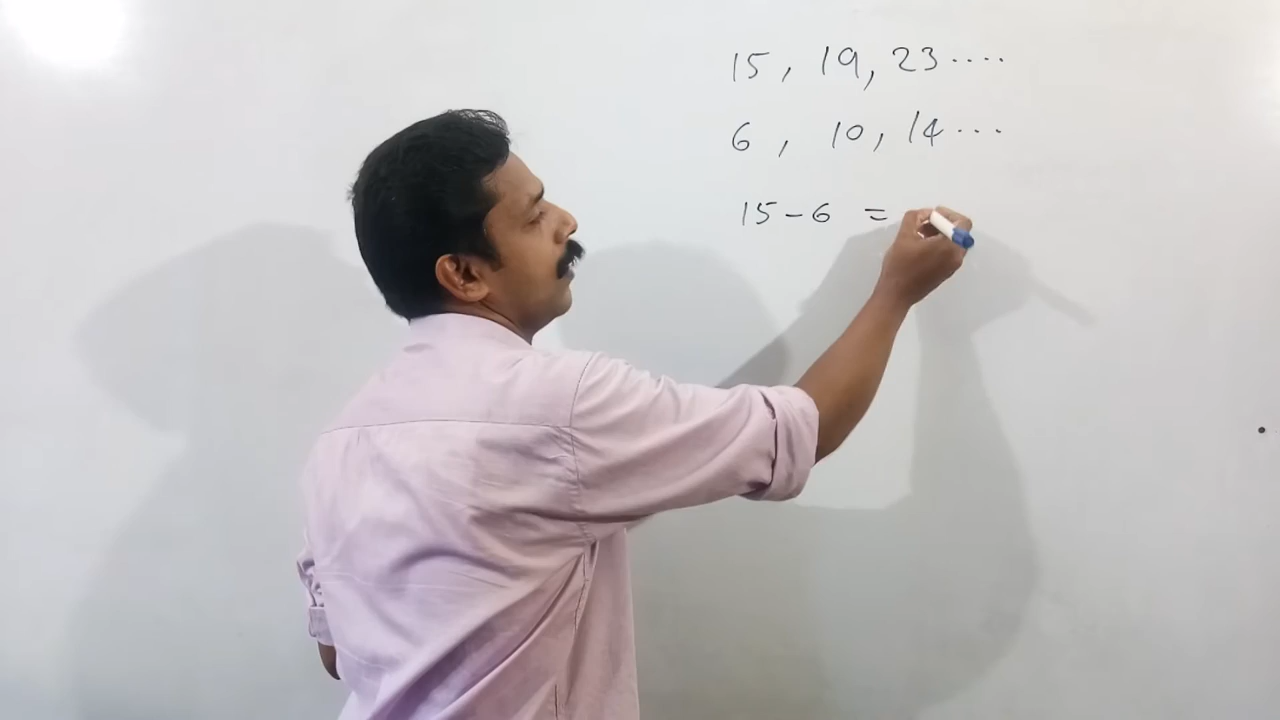 15, 19, 23....
6, 10, 14...
15-6 =